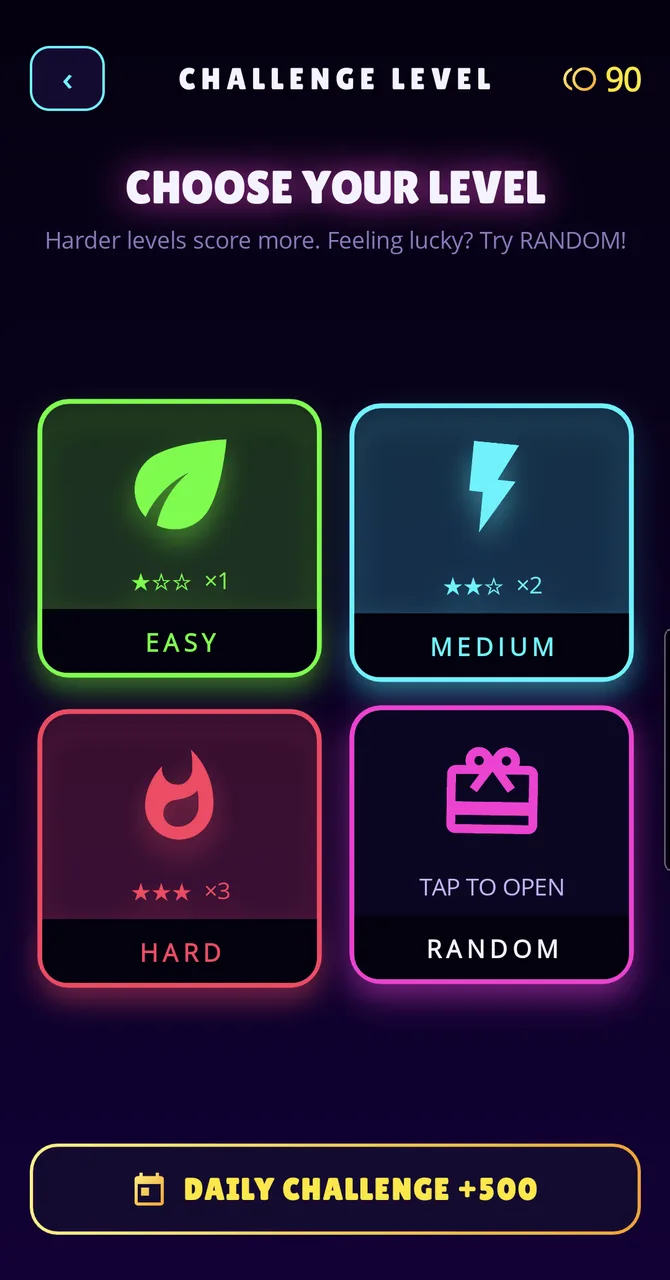 ‹
CHALLENGE LEVEL
90
CHOOSE YOUR LEVEL
Harder levels score more. Feeling lucky? Try RANDOM!
★☆☆ ×1
EASY
★★☆ ×2
MEDIUM
★★★ ×3
HARD
TAP TO OPEN
RANDOM
DAILY CHALLENGE +500